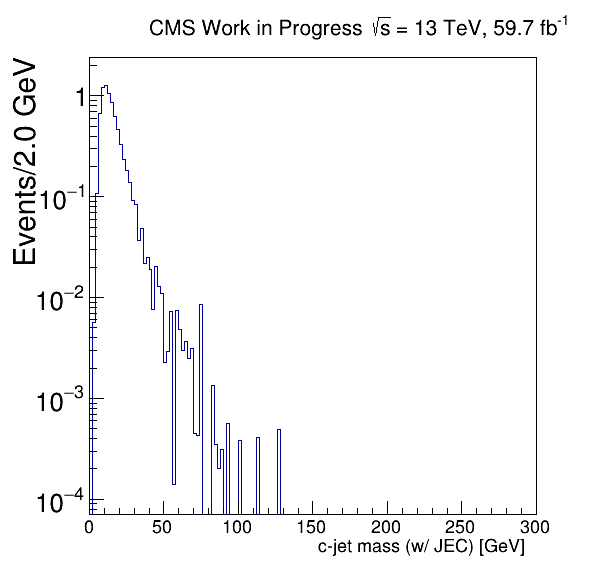 CMS Work in Progress √s = 13 TeV, 59.7 fb⁻¹
Events/2.0 GeV
1
10⁻¹
10⁻²
10⁻³
10⁻⁴
0 50 100 150 200 250 300
c-jet mass (w/ JEC) [GeV]